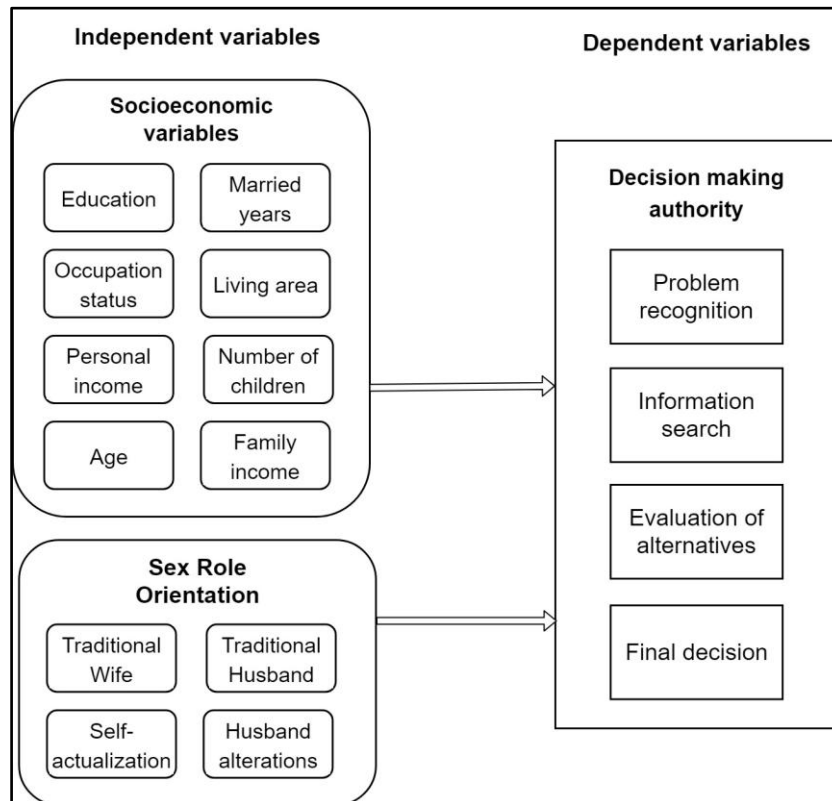 Independent variables
Dependent variables
Socioeconomic
variables
Education
Married
years
Occupation
status
Living area
Personal
income
Number of
children
Age
Family
income
Sex Role
Orientation
Traditional
Wife
Traditional
Husband
Self-
actualization
Husband
alterations
Decision making
authority
Problem
recognition
Information
search
Evaluation of
alternatives
Final decision